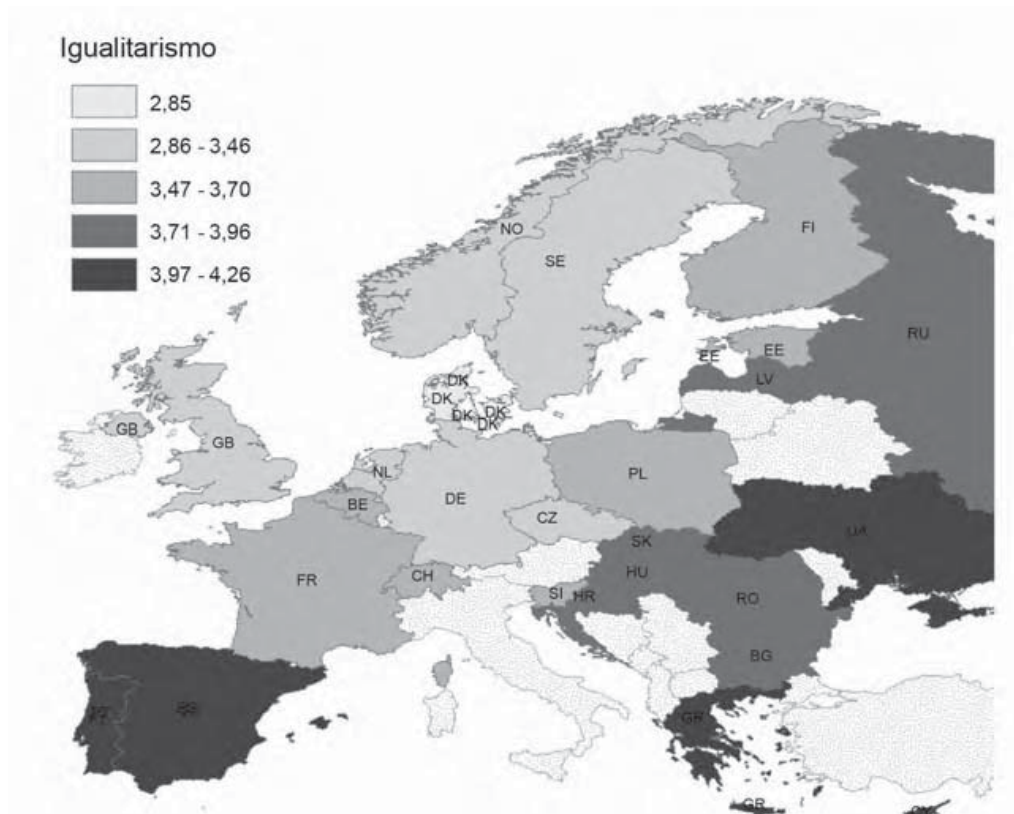 Igualitarismo
2,85
2,86 - 3,46
3,47 - 3,70
3,71 - 3,96
3,97 - 4,26
NO
SE
FI
RU
EE
EE
LV
DK
DK
DK
DK
DK
GB
GB
NL
BE
DE
PL
CZ
UA
SK
HU
FR
CH
SI
HR
RO
BG
PT
ES
GR
GR